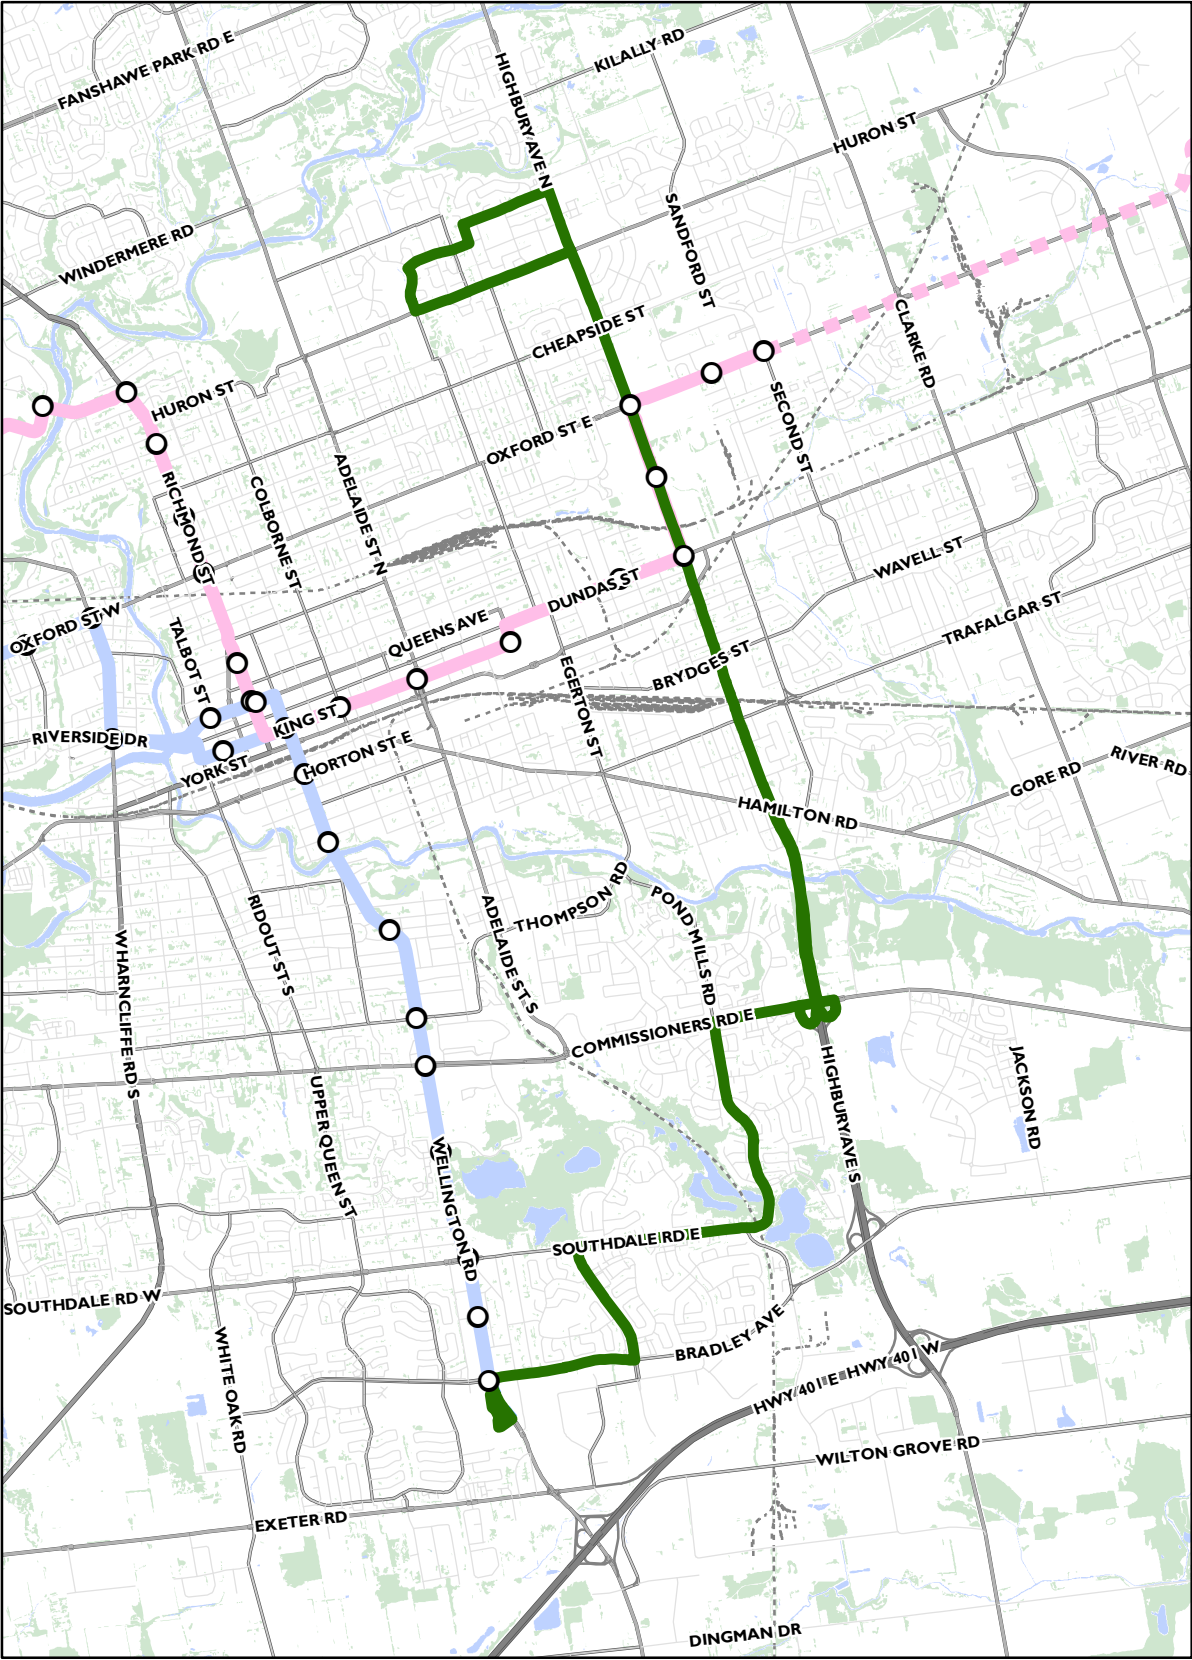 FANSHAWE PARK RD E
HIGHBURY AVE N
KILALLY RD
HURON ST
SANDFORD ST
WINDERMERE RD
CHEAPSIDE ST
CLARKE RD
HURON ST
SECOND ST
OXFORD ST E
RICHMOND ST
COLBORNE ST
ADELAIDE ST N
WAVELL ST
DUNDAS ST
TRAFALGAR ST
OXFORD ST W
TALBOT ST
QUEENS AVE
BRYDGES ST
EGERTON ST
KING ST
RIVERSIDE DR
HORTON ST E
YORK ST
RIVER RD
GORE RD
HAMILTON RD
THOMPSON RD
POND MILLS RD
RIDOUT ST S
ADELAIDE ST S
WHARNCLIFFE RD S
COMMISSIONERS RD E
HIGHBURY AVE S
JACKSON RD
UPPER QUEEN ST
WELLINGTON RD
SOUTHDALE RD E
SOUTHDALE RD W
WHITE OAK RD
BRADLEY AVE
HWY 401 E
HWY 401 W
WILTON GROVE RD
EXETER RD
DINGMAN DR